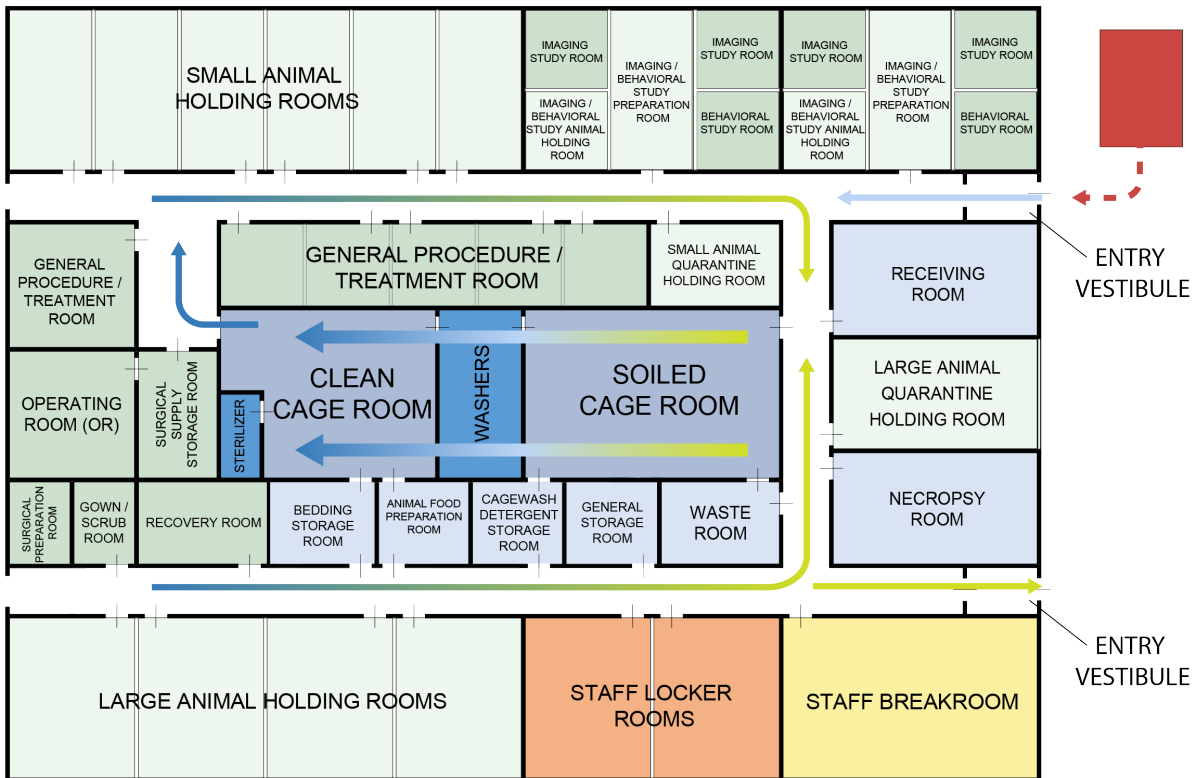 SMALL ANIMAL
HOLDING ROOMS
IMAGING
STUDY ROOM
IMAGING /
BEHAVIORAL
STUDY ANIMAL
HOLDING
ROOM
IMAGING /
BEHAVIORAL
STUDY
PREPARATION
ROOM
IMAGING
STUDY ROOM
BEHAVIORAL
STUDY ROOM
IMAGING
STUDY ROOM
IMAGING /
BEHAVIORAL
STUDY ANIMAL
HOLDING
ROOM
IMAGING /
BEHAVIORAL
STUDY
PREPARATION
ROOM
IMAGING
STUDY ROOM
BEHAVIORAL
STUDY ROOM
ENTRY
VESTIBULE
GENERAL
PROCEDURE /
TREATMENT
ROOM
GENERAL PROCEDURE /
TREATMENT ROOM
SMALL ANIMAL
QUARANTINE
HOLDING ROOM
RECEIVING
ROOM
OPERATING
ROOM (OR)
SURGICAL
SUPPLY
STORAGE ROOM
STERILIZER
CLEAN
CAGE ROOM
WASHERS
SOILED
CAGE ROOM
LARGE ANIMAL
QUARANTINE
HOLDING ROOM
SURGICAL
PREPARATION
ROOM
GOWN /
SCRUB
ROOM
RECOVERY ROOM
BEDDING
STORAGE
ROOM
ANIMAL FOOD
PREPARATION
ROOM
CAGEWASH
DETERGENT
STORAGE
ROOM
GENERAL
STORAGE
ROOM
WASTE
ROOM
NECROPSY
ROOM
LARGE ANIMAL HOLDING ROOMS
STAFF LOCKER
ROOMS
STAFF BREAKROOM
ENTRY
VESTIBULE